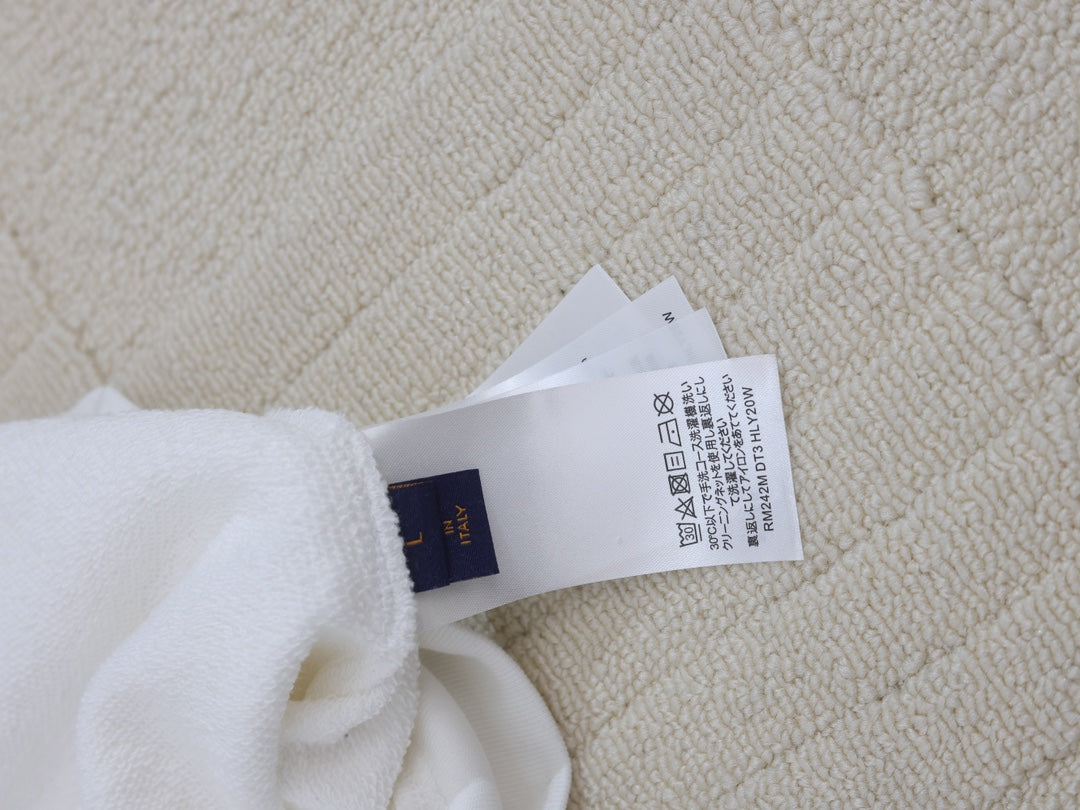 30
30℃以下で手洗コース洗濯機洗い
クリーニングネットを使用し裏返しにし
て洗濯してください
裏返しにしてアイロンをあててください
RM242M DT3 HLY20W
L
IN
ITALY
W